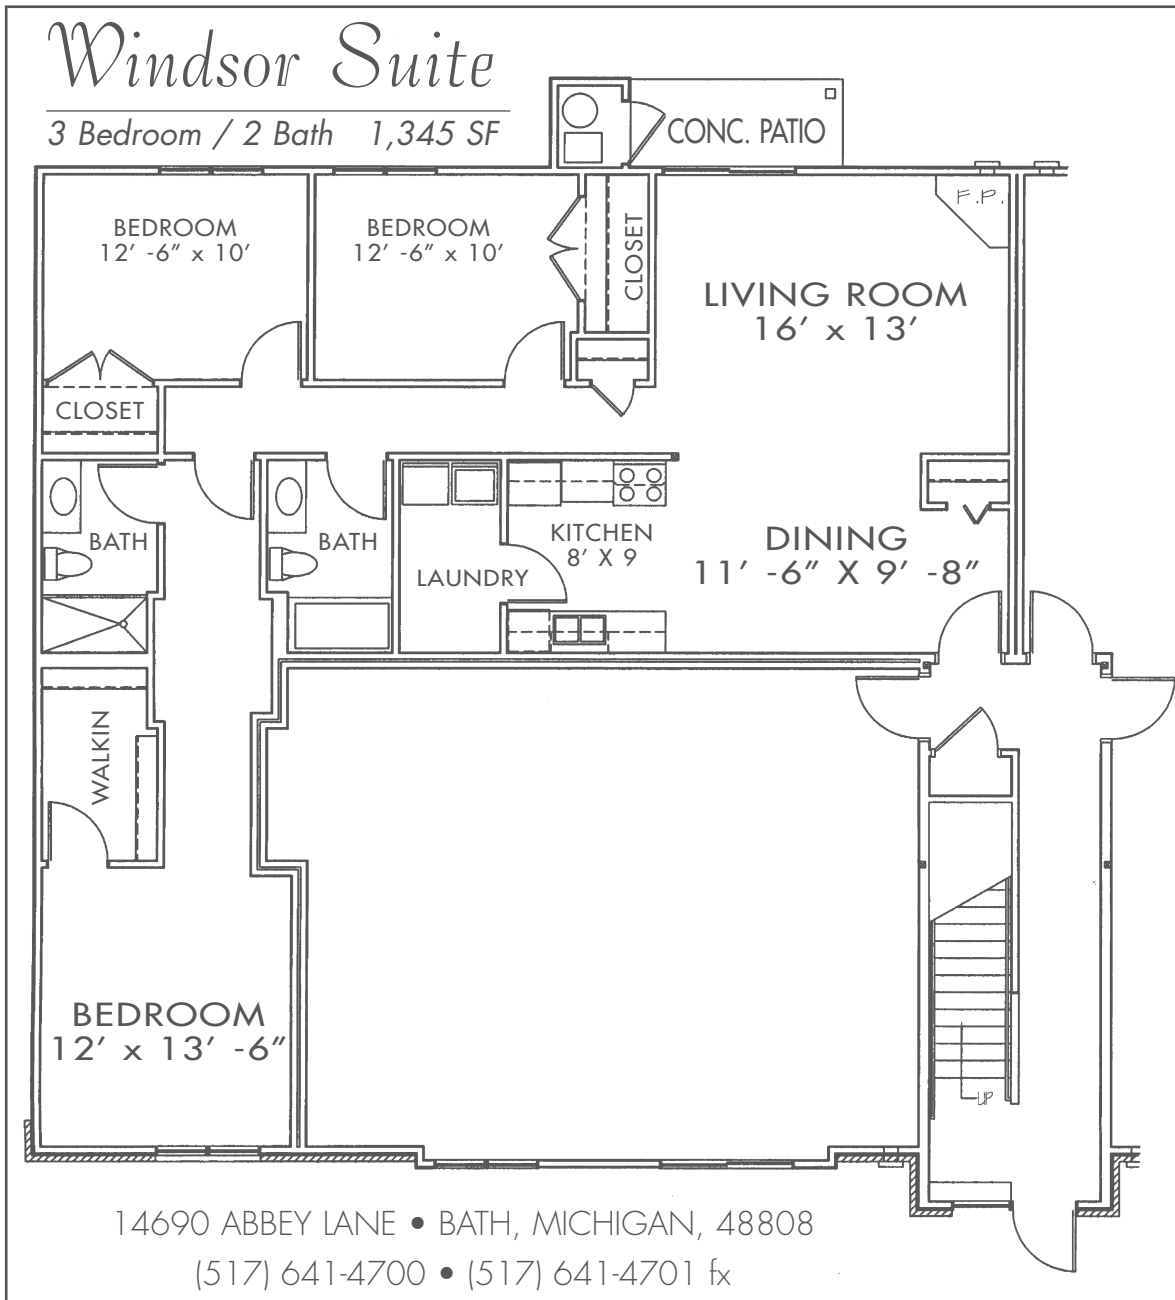 Windsor Suite
3 Bedroom / 2 Bath 1,345 SF
CONC. PATIO
F.P.
BEDROOM
12' -6" x 10'
BEDROOM
12' -6" x 10'
CLOSET
LIVING ROOM
16' x 13'
CLOSET
BATH
BATH
LAUNDRY
KITCHEN
8' X 9
DINING
11' -6" X 9' -8"
WALKIN
BEDROOM
12' x 13' -6"
UP
14690 ABBEY LANE • BATH, MICHIGAN, 48808
(517) 641-4700 • (517) 641-4701 fx